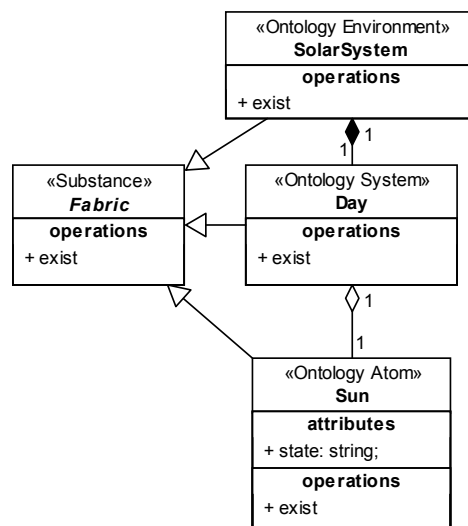 «Ontology Environment»
SolarSystem
operations
+ exist
1
1
«Substance»
Fabric
operations
+ exist
«Ontology System»
Day
operations
+ exist
1
1
«Ontology Atom»
Sun
attributes
+ state: string;
operations
+ exist